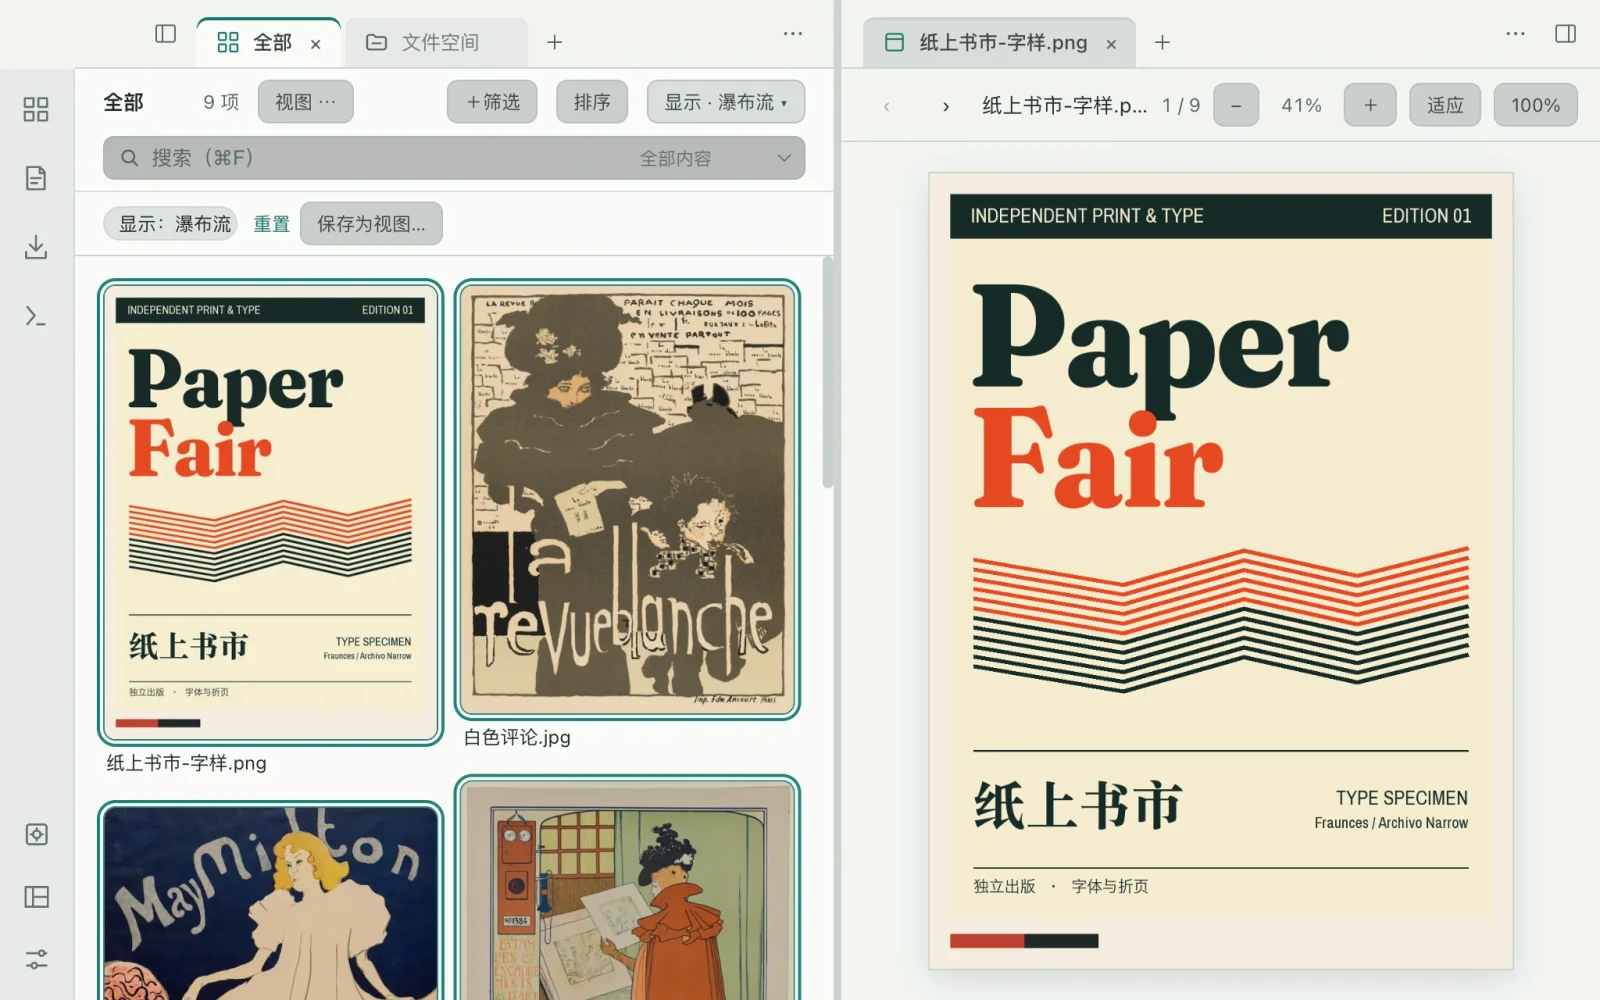 全部
文件空间
全部
9 项
视图 ···
＋筛选
排序
显示 · 瀑布流
搜索（⌘F）
全部内容
显示：瀑布流
重置
保存为视图...
INDEPENDENT PRINT & TYPE
EDITION 01
Paper
Fair
纸上书市
TYPE SPECIMEN
Fraunces / Archivo Narrow
独立出版 · 字体与折页
纸上书市-字样.png
PARAIT CHAQUE MOIS
EN LIVRAISONS DE 100 PAGES
EN VENTE PARTOUT
la
revue blanche
白色评论.jpg
May Milton
纸上书市-字样.png
纸上书市-字样.p...
1 / 9
−
41%
+
适应
100%
INDEPENDENT PRINT & TYPE
EDITION 01
Paper
Fair
纸上书市
TYPE SPECIMEN
Fraunces / Archivo Narrow
独立出版 · 字体与折页